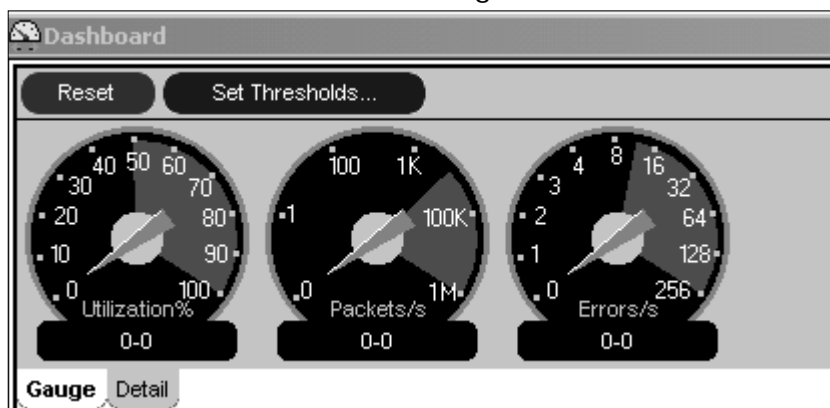 Dashboard
Reset
Set Thresholds...
0
10
20
30
40
50
60
70
80
90
100
Utilization%
0-0
0
1
100
1K
100K
1M
Packets/s
0-0
0
1
2
3
4
8
16
32
64
128
256
Errors/s
0-0
Gauge
Detail